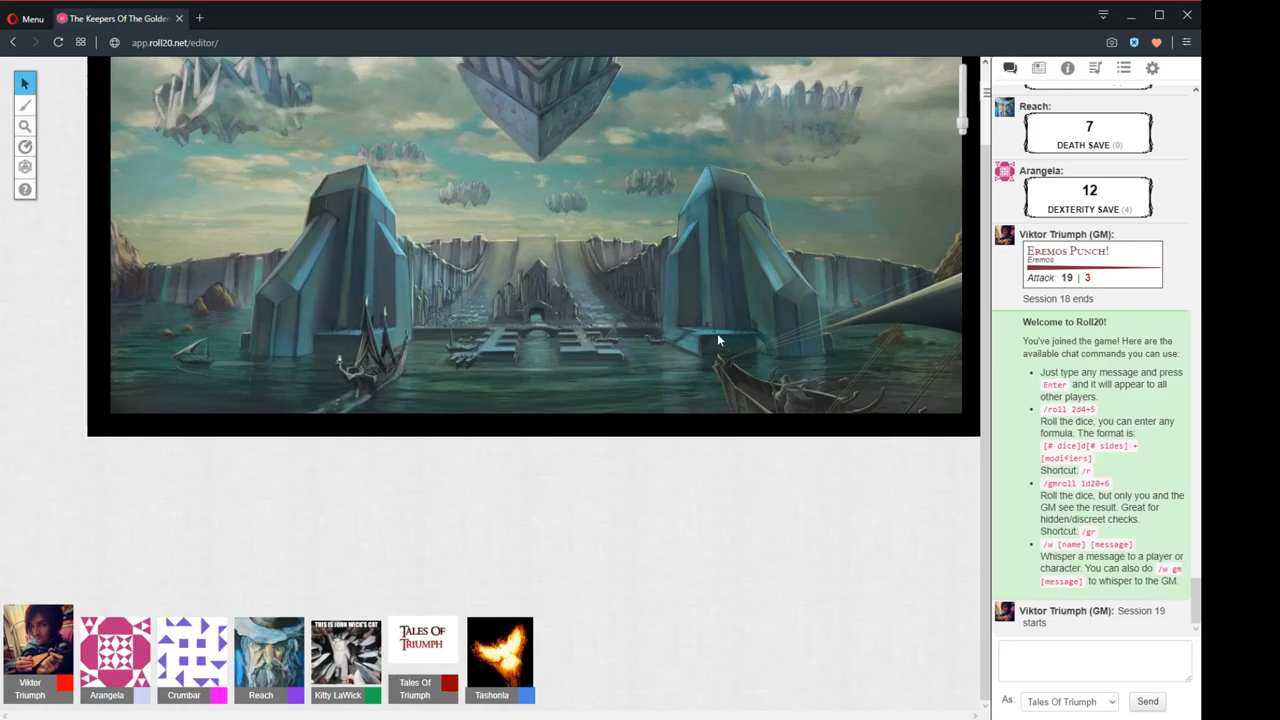 Menu
The Keepers Of The Golden
app.roll20.net/editor/
Reach:
7
DEATH SAVE (0)
Arangela:
12
DEXTERITY SAVE (4)
Viktor Triumph (GM):
EREMOS PUNCH!
Eremos
Attack: 19 | 3
Session 18 ends
Welcome to Roll20!
You've joined the game! Here are the
available chat commands you can use:
Just type any message and press
Enter and it will appear to all
other players.
/roll 2d4+5
Roll the dice, you can enter any
formula. The format is:
[# dice]d[# sides] +
[modifiers]
Shortcut: /r
/gmroll 1d20+6
Roll the dice, but only you and the
GM see the result. Great for
hidden/discreet checks.
Shortcut: /gr
/w [name] [message]
Whisper a message to a player or
character. You can also do /w gm
[message] to whisper to the GM.
Viktor Triumph (GM): Session 19
starts
As: Tales Of Triumph
Send
THIS IS JOHN WICK'S CAT
TALES OF
TRIUMPH
Viktor
Triumph
Arangela
Crumbar
Reach
Kitty LaWick
Tales Of
Triumph
Tashonla